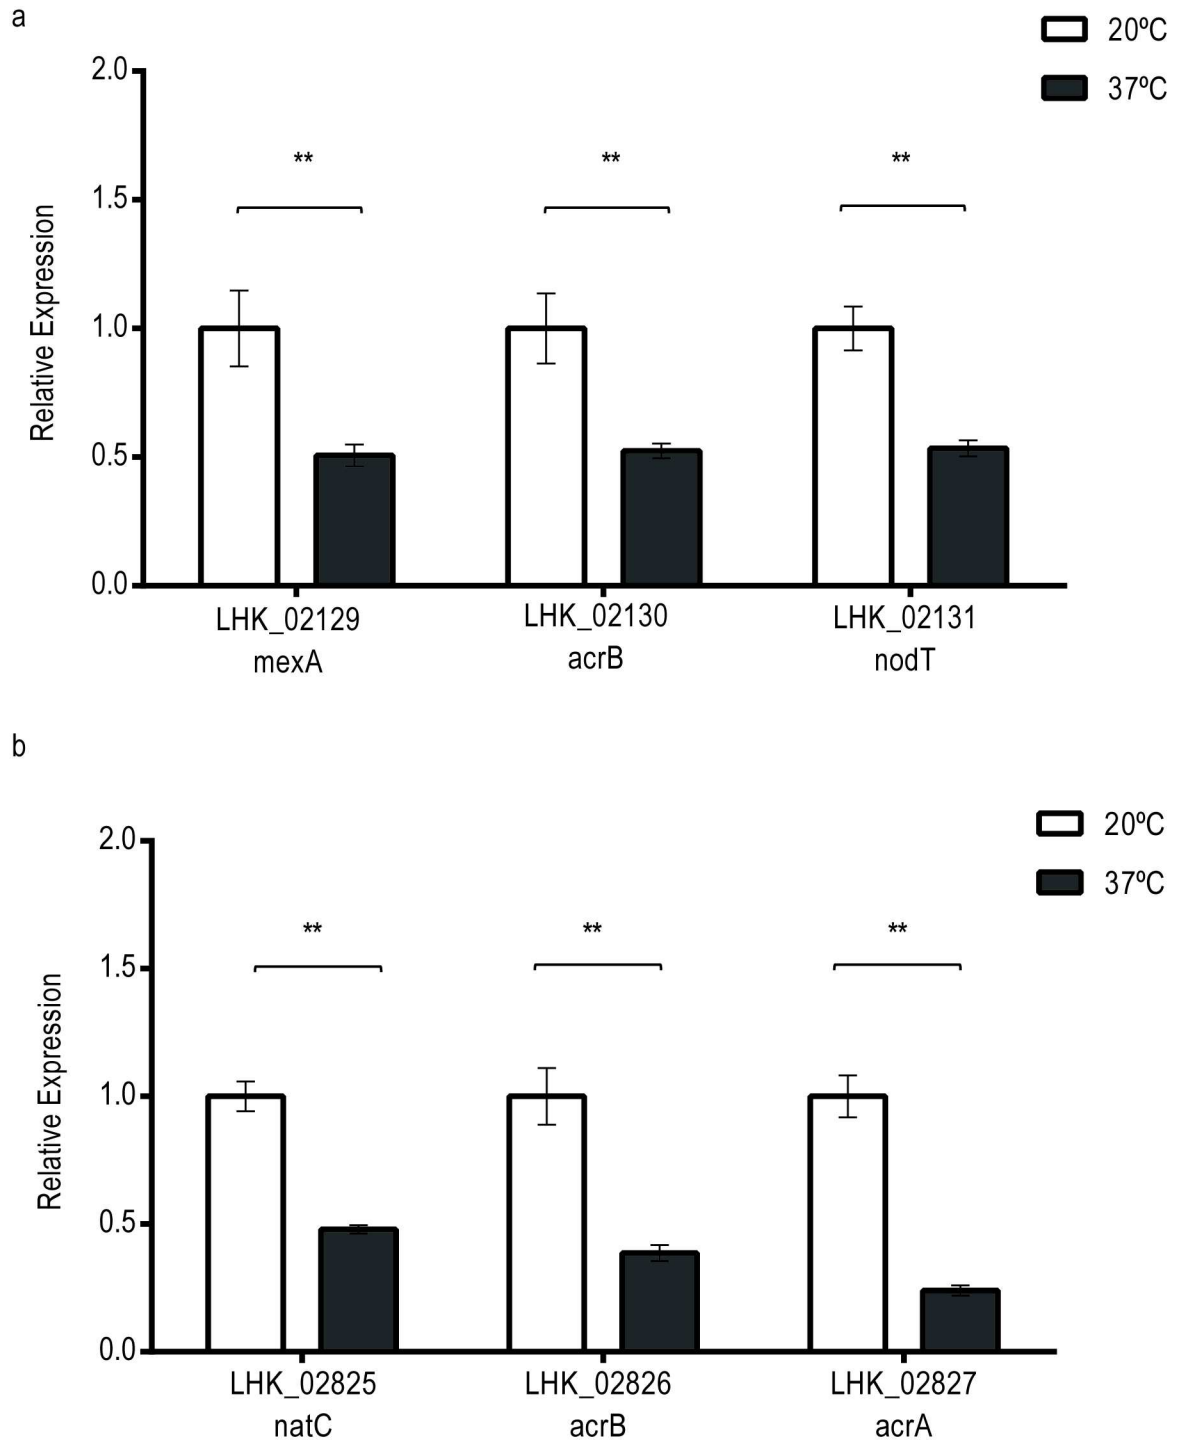 a
20ºC
37ºC
2.0
1.5
1.0
0.5
0.0
Relative Expression
** ** **
LHK_02129 LHK_02130 LHK_02131
mexA acrB nodT
b
20ºC
37ºC
2.0
1.5
1.0
0.5
0.0
Relative Expression
** ** **
LHK_02825 LHK_02826 LHK_02827
natC acrB acrA